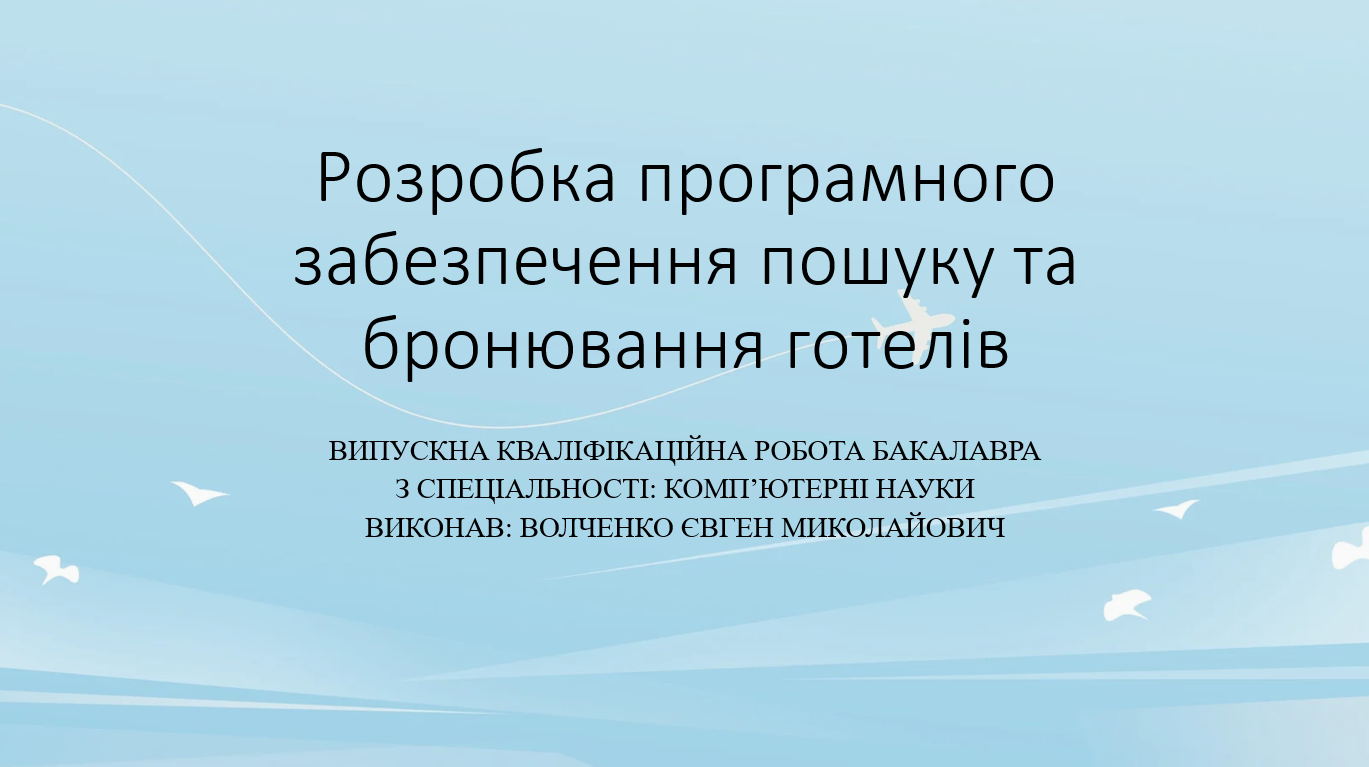 Розробка програмного
забезпечення пошуку та
бронювання готелів
ВИПУСКНА КВАЛІФІКАЦІЙНА РОБОТА БАКАЛАВРА
З СПЕЦІАЛЬНОСТІ: КОМП’ЮТЕРНІ НАУКИ
ВИКОНАВ: ВОЛЧЕНКО ЄВГЕН МИКОЛАЙОВИЧ